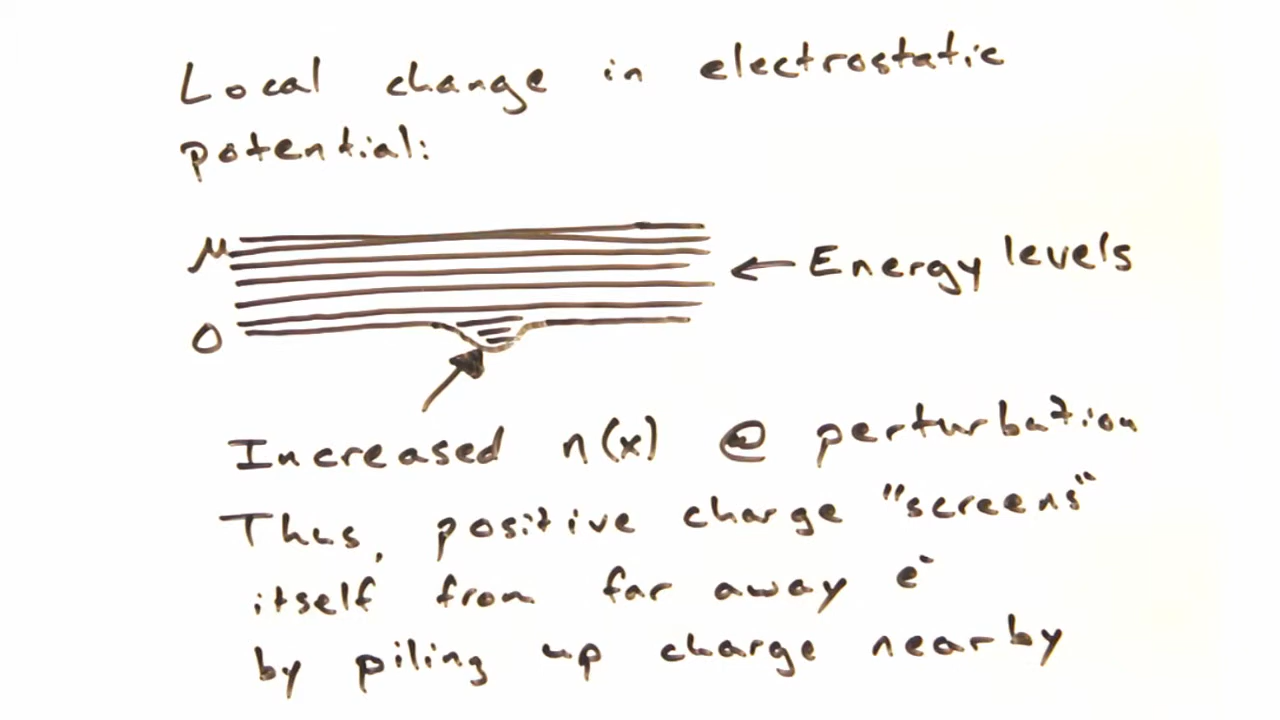 Local change in electrostatic
potential:
μ
← Energy levels
0
Increased n(x) @ perturbation
Thus, positive charge "screens"
itself from far away e⁻
by piling up charge nearby